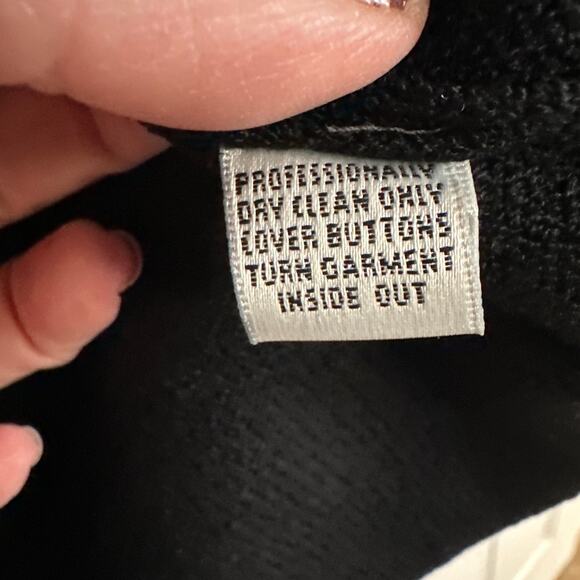 PROFESSIONALLY
DRY CLEAN ONLY
COVER BUTTONS
TURN GARMENT
INSIDE OUT